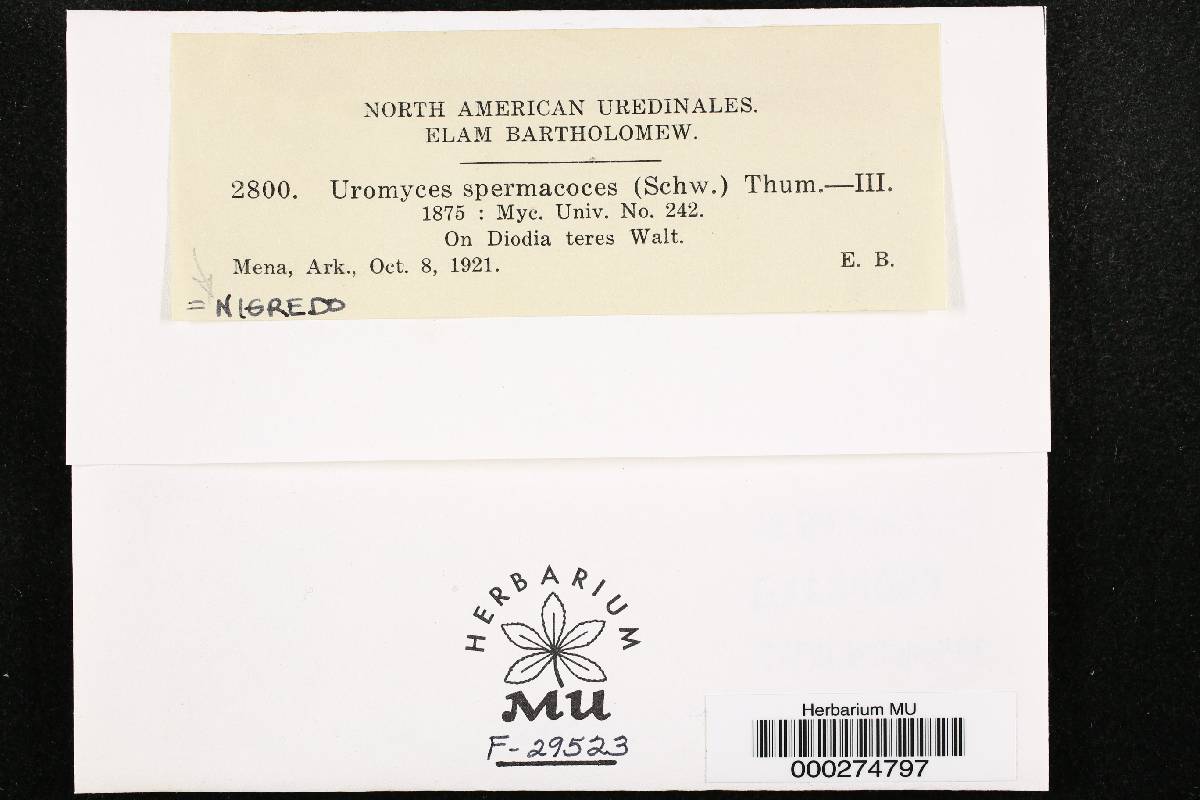 NORTH AMERICAN UREDINALES.
ELAM BARTHOLOMEW.
2800. Uromyces spermacoces (Schw.) Thum.—III.
1875 : Myc. Univ. No. 242.
On Diodia teres Walt.
Mena, Ark., Oct. 8, 1921. E. B.
= NIGREDO
HERBARIUM
MU
F-29523
Herbarium MU
000274797